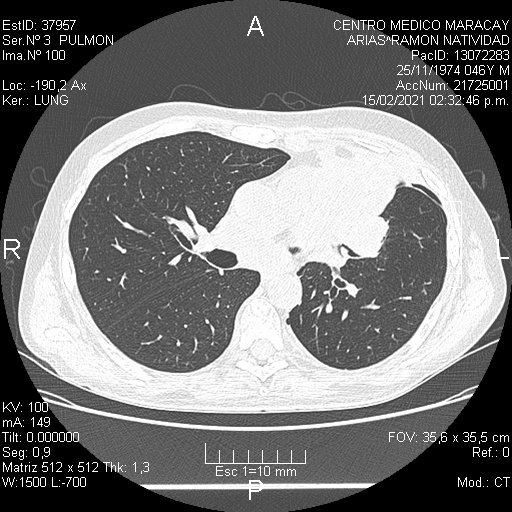 EstID: 37957
Ser.Nº 3 PULMON
Ima.Nº 100
Loc: -190,2 Ax
Ker.: LUNG
A
CENTRO MEDICO MARACAY
ARIAS^RAMON NATIVIDAD
PacID: 13072283
25/11/1974 046Y M
AccNum: 21725001
15/02/2021 02:32:46 p.m.
R
L
KV: 100
mA: 149
Tilt: 0.000000
Seg: 0,9
Matriz 512 x 512 Thk: 1,3
W:1500 L:-700
Esc 1=10 mm
P
FOV: 35,6 x 35,5 cm
Ref.: 0
Mod.: CT